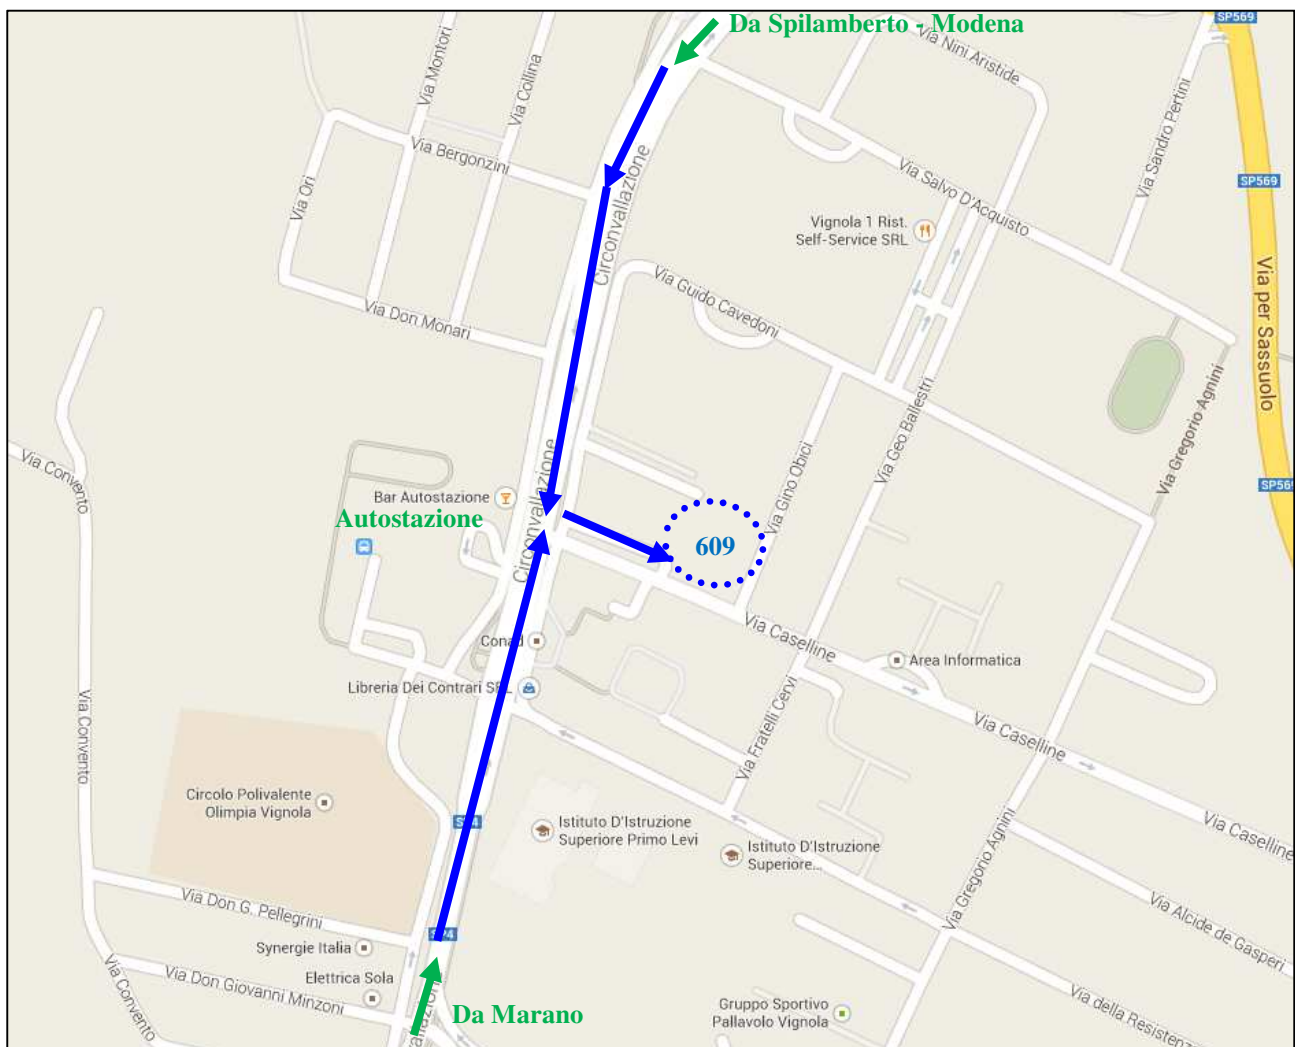 SP569
Da Spilamberto - Modena
Via Nini Aristide
Via Montori
Via Collina
Via Sandro Pertini
Via Bergonzini
Circonvallazione
Via Salvo D'Acquisto
SP569
Via Ori
Vignola 1 Rist.
Self-Service SRL
Via Guido Cavedoni
Via per Sassuolo
Via Don Monari
Via Gregorio Agnini
Via Geo Ballestri
Via Gino Obici
Via Convento
Circonvallazione
Bar Autostazione
SP569
Autostazione
609
Via Caselline
Conad
Area Informatica
Libreria Dei Contrari SRL
Via Fratelli Cervi
Via Caselline
Via Convento
Circolo Polivalente
Olimpia Vignola
SP4
Istituto D'Istruzione
Superiore Primo Levi
Istituto D'Istruzione
Superiore...
Via Caselline
Via Gregorio Agnini
Via Alcide de Gasperi
Via Don G. Pellegrini
SP4
Synergie Italia
Via Don Giovanni Minzoni
Elettrica Sola
Via Convento
Da Marano
Gruppo Sportivo
Pallavolo Vignola
Via della Resistenz
allazione